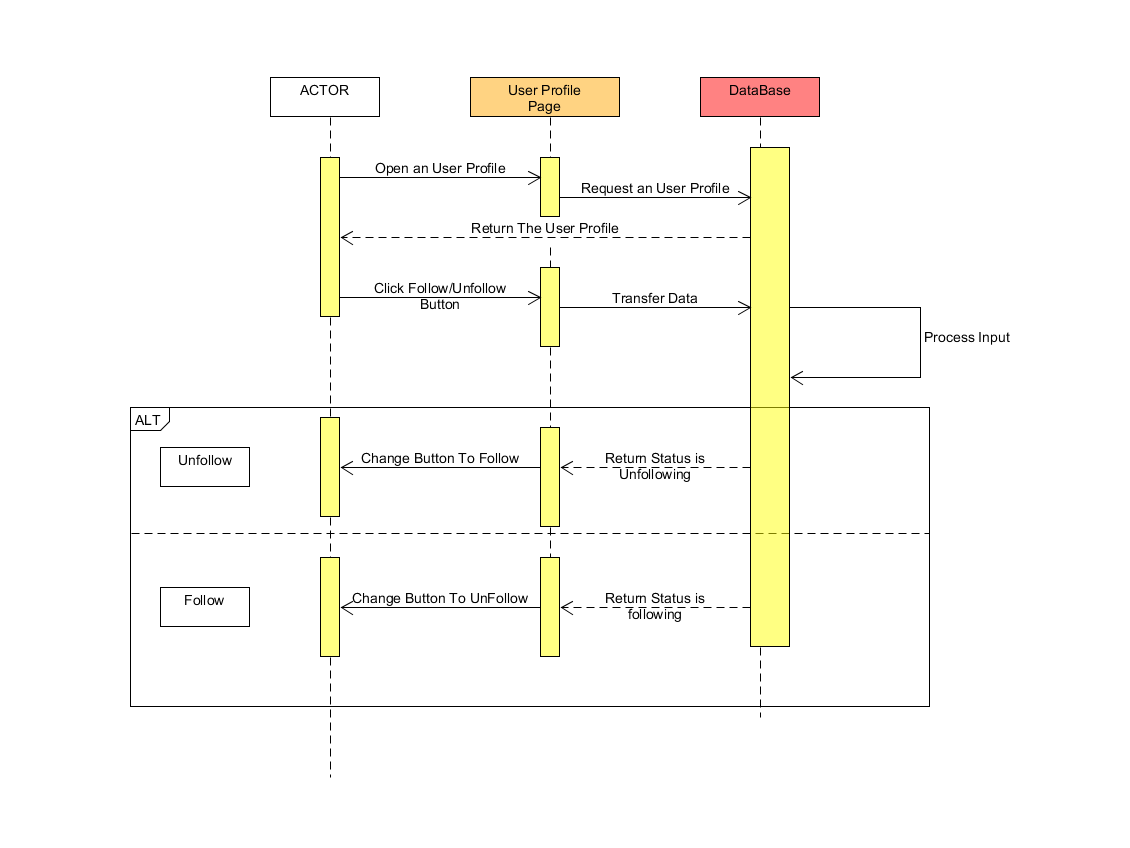 ACTOR
User Profile
Page
DataBase
Open an User Profile
Request an User Profile
Return The User Profile
Click Follow/Unfollow
Button
Transfer Data
Process Input
ALT
Unfollow
Change Button To Follow
Return Status is
Unfollowing
Follow
Change Button To UnFollow
Return Status is
following